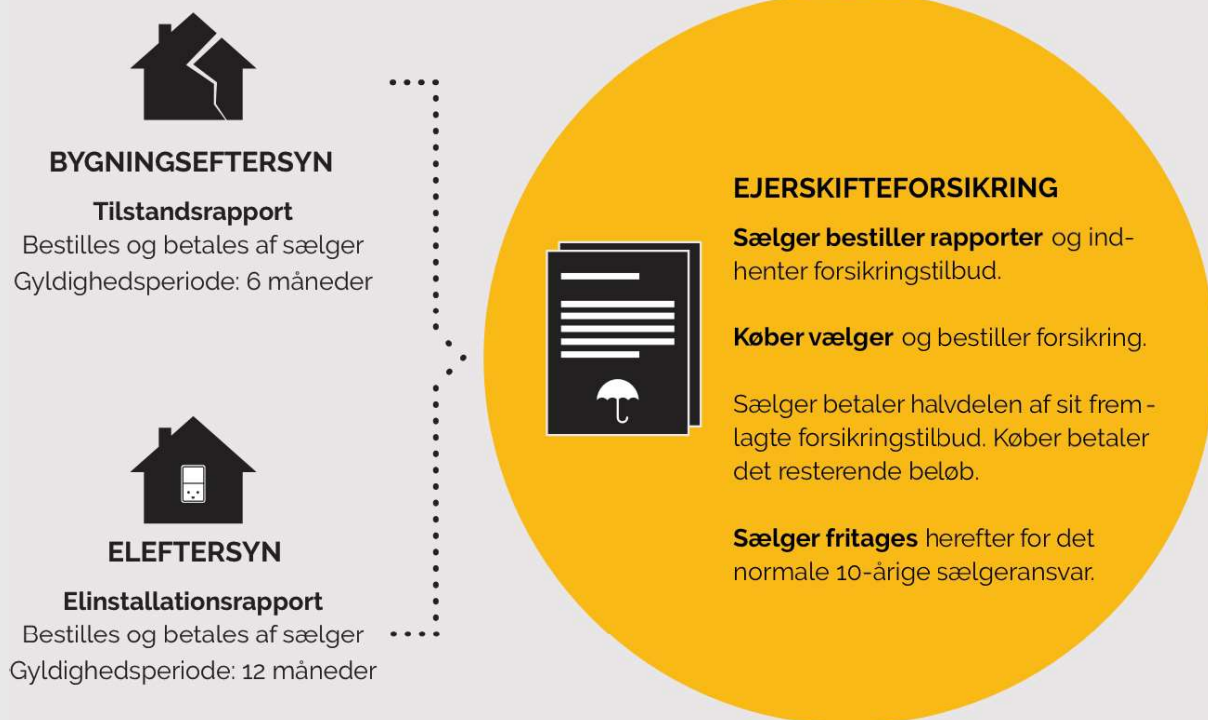 BYGNINGSEFTERSYN
Tilstandsrapport
Bestilles og betales af sælger
Gyldighedsperiode: 6 måneder
ELEFTERSYN
Elinstallationsrapport
Bestilles og betales af sælger
Gyldighedsperiode: 12 måneder
EJERSKIFTEFORSIKRING
Sælger bestiller rapporter og ind-
henter forsikringstilbud.
Køber vælger og bestiller forsikring.
Sælger betaler halvdelen af sit frem-
lagte forsikringstilbud. Køber betaler
det resterende beløb.
Sælger fritages herefter for det
normale 10-årige sælgeransvar.